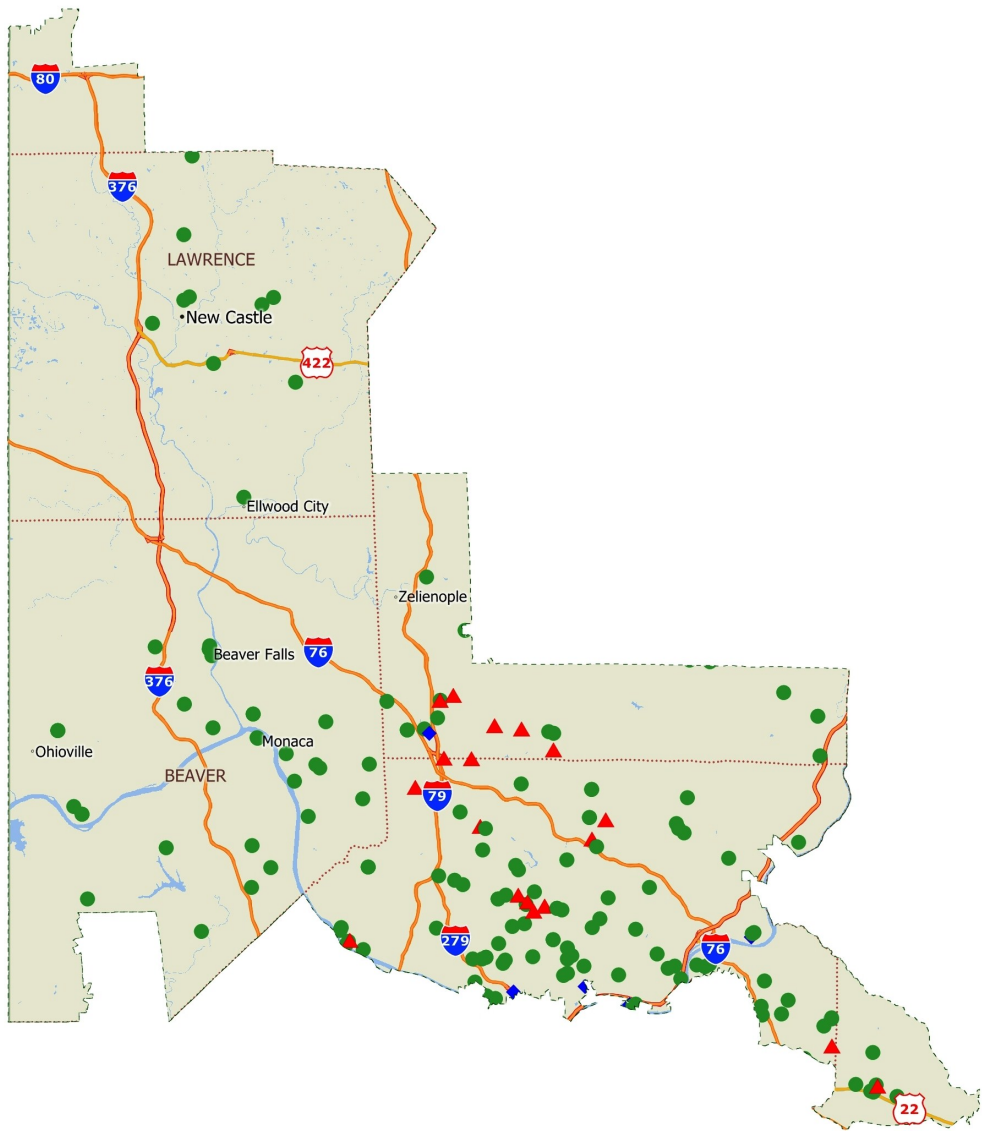 80
376
LAWRENCE
New Castle
422
Ellwood City
Zelienople
76
Beaver Falls
376
Monaca
Ohioville
BEAVER
79
279
76
22